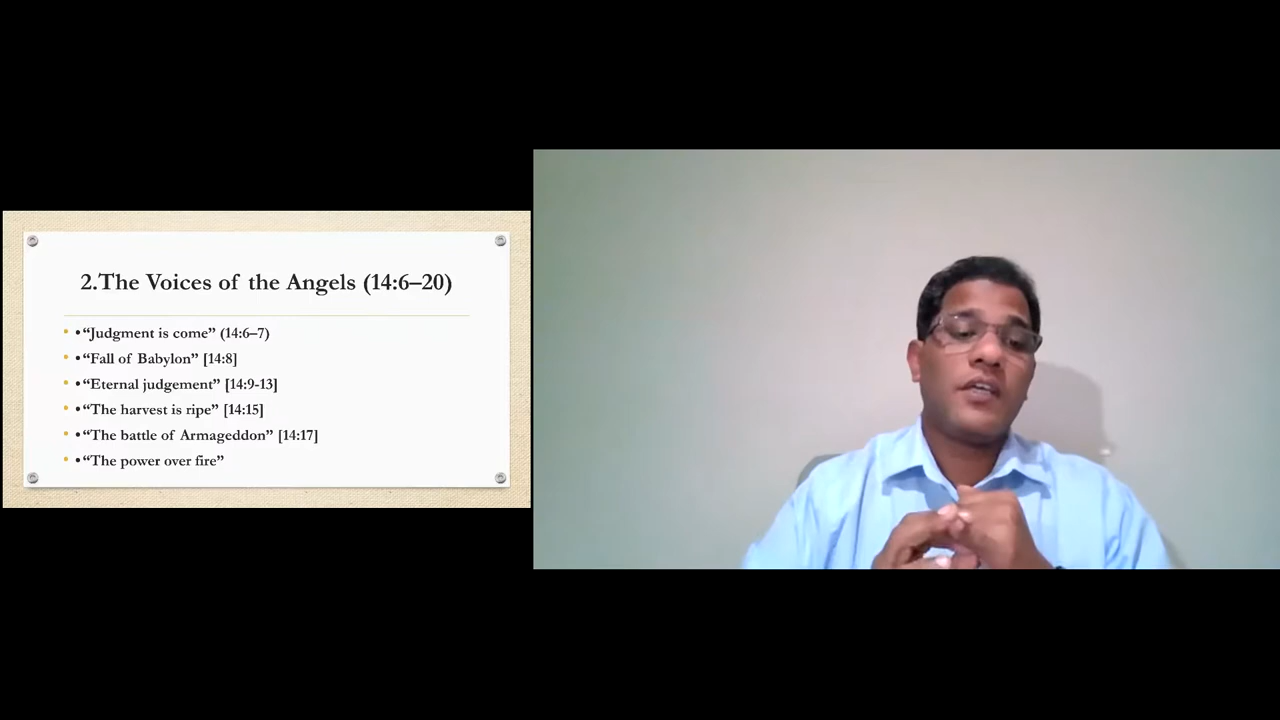 2.The Voices of the Angels (14:6–20)
• •“Judgment is come” (14:6–7)
• •“Fall of Babylon” [14:8]
• •“Eternal judgement” [14:9-13]
• •“The harvest is ripe” [14:15]
• •“The battle of Armageddon” [14:17]
• •“The power over fire”